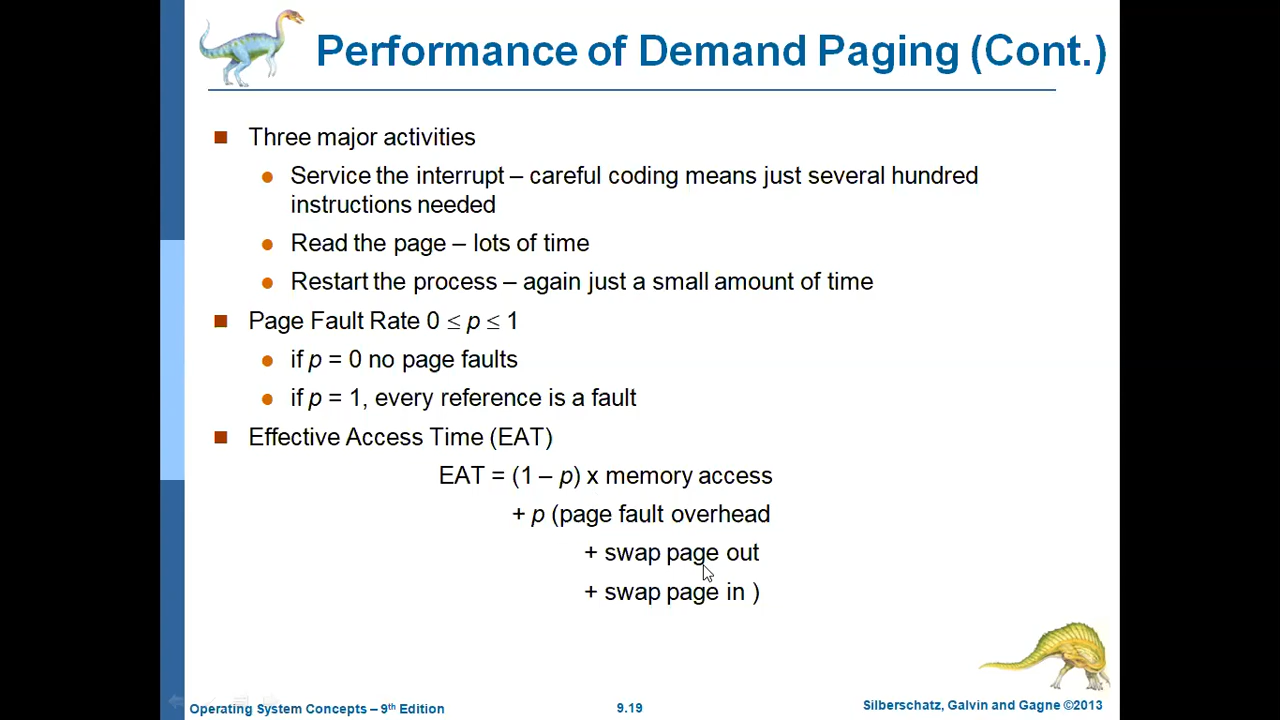 Performance of Demand Paging (Cont.)
Three major activities
Service the interrupt – careful coding means just several hundred
instructions needed
Read the page – lots of time
Restart the process – again just a small amount of time
Page Fault Rate 0 ≤ p ≤ 1
if p = 0 no page faults
if p = 1, every reference is a fault
Effective Access Time (EAT)
EAT = (1 – p) x memory access
+ p (page fault overhead
+ swap page out
+ swap page in )
Operating System Concepts – 9th Edition
9.19
Silberschatz, Galvin and Gagne ©2013